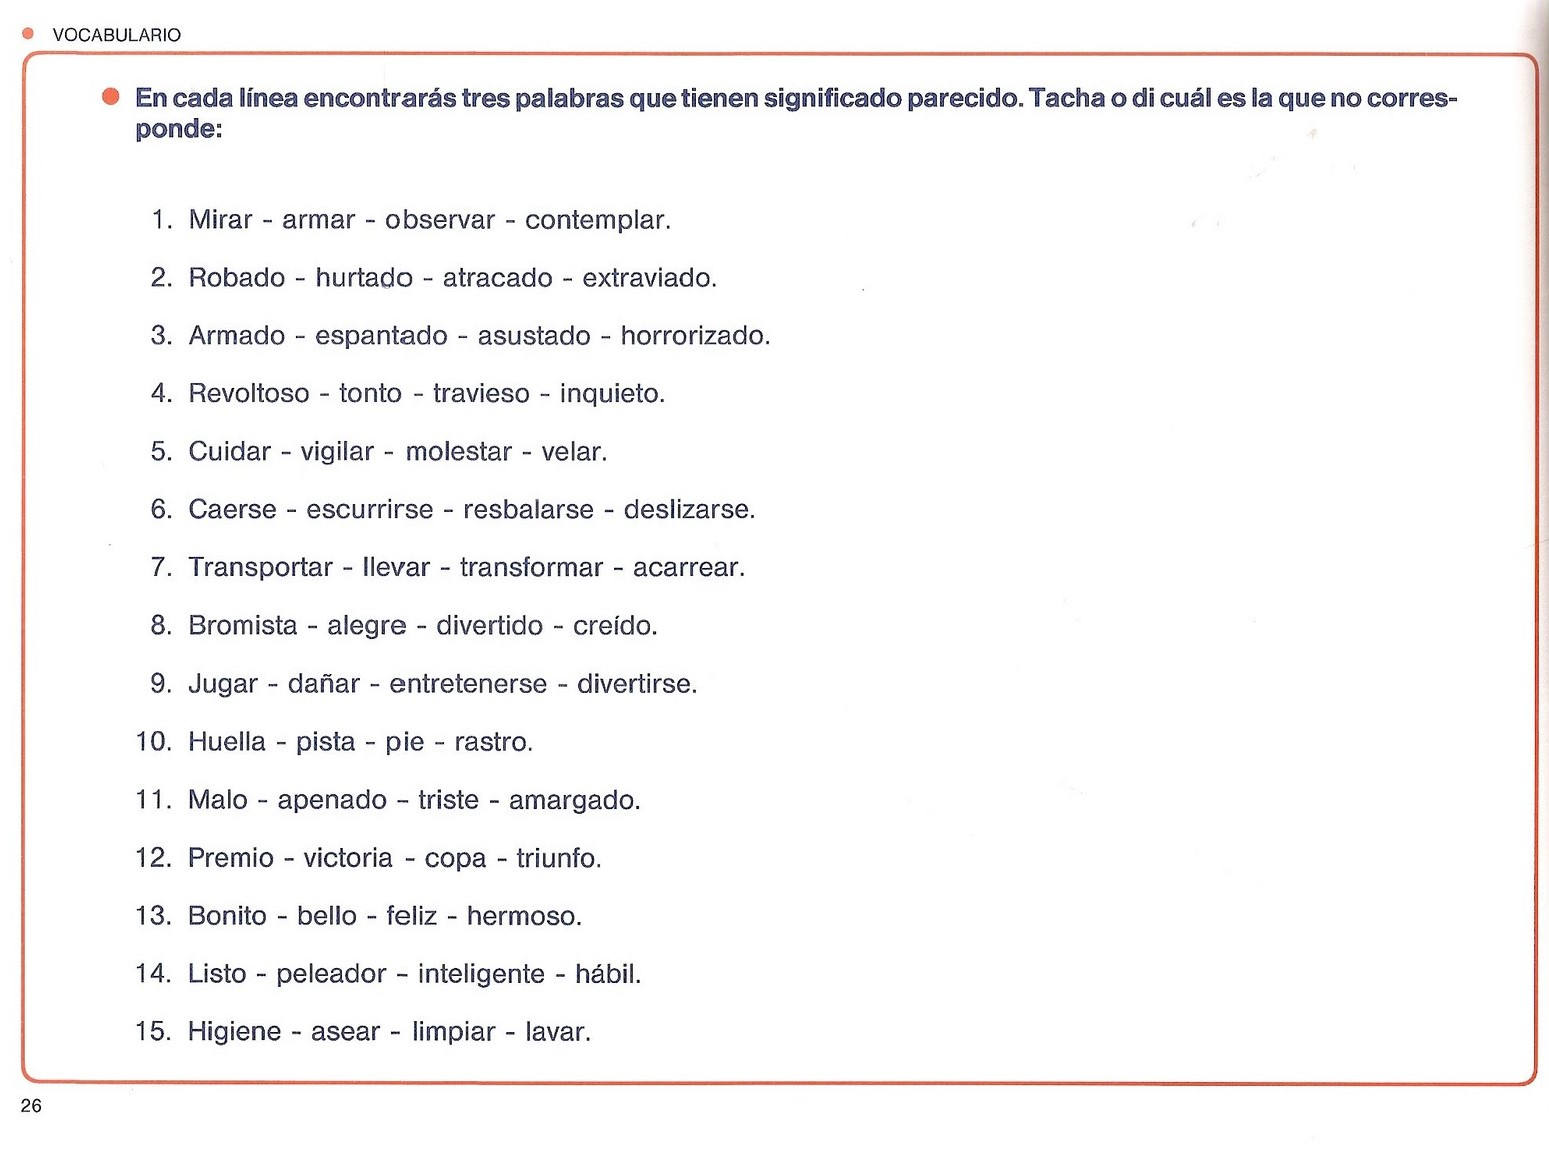 VOCABULARIO
En cada línea encontrarás tres palabras que tienen significado parecido. Tacha o di cuál es la que no corres-
ponde:
1. Mirar - armar - observar - contemplar.
2. Robado - hurtado - atracado - extraviado.
3. Armado - espantado - asustado - horrorizado.
4. Revoltoso - tonto - travieso - inquieto.
5. Cuidar - vigilar - molestar - velar.
6. Caerse - escurrirse - resbalarse - deslizarse.
7. Transportar - llevar - transformar - acarrear.
8. Bromista - alegre - divertido - creído.
9. Jugar - dañar - entretenerse - divertirse.
10. Huella - pista - pie - rastro.
11. Malo - apenado - triste - amargado.
12. Premio - victoria - copa - triunfo.
13. Bonito - bello - feliz - hermoso.
14. Listo - peleador - inteligente - hábil.
15. Higiene - asear - limpiar - lavar.
26